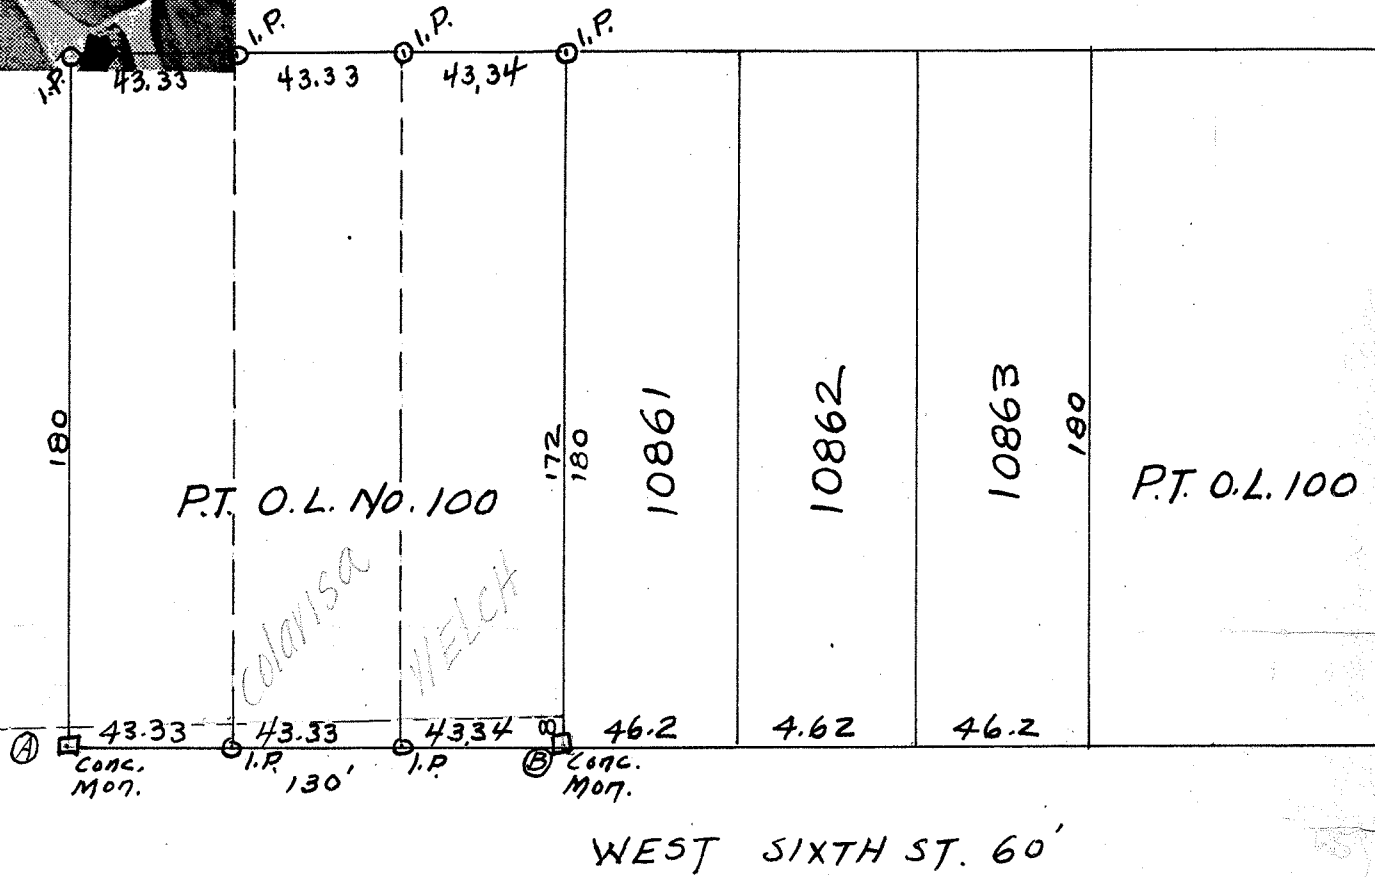 I.P. I.P. I.P.
I.P. 43.33 43.33 43,34
180
172
180
10861
10862
10863
180
P.T. O.L. NO. 100
P.T. O.L. 100
Colarisa
WELCH
43.33 43.33 43,34 8 46.2 4.62 46.2
A Conc. Mon.
I.P. 130' I.P.
B Conc. Mon.
WEST SIXTH ST. 60'